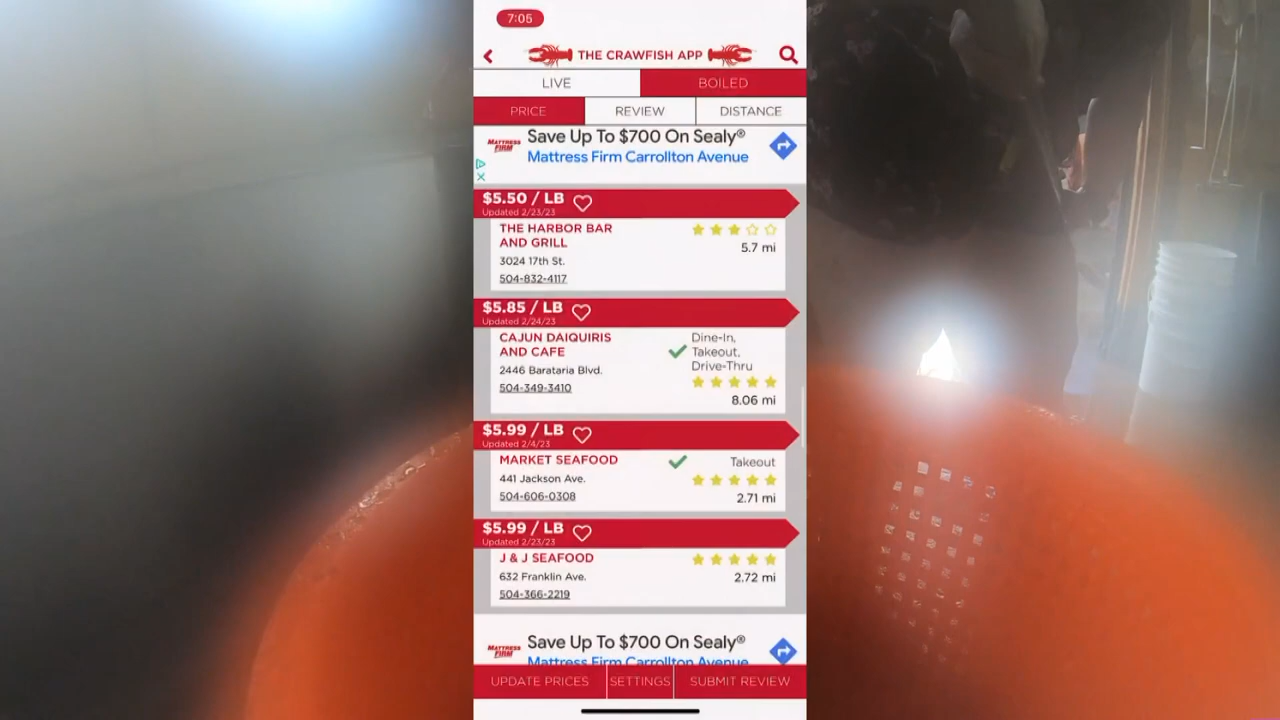 7:05
THE CRAWFISH APP
LIVE
BOILED
PRICE
REVIEW
DISTANCE
MATTRESS FIRM
Save Up To $700 On Sealy®
Mattress Firm Carrollton Avenue
$5.50 / LB
Updated 2/23/23
THE HARBOR BAR
AND GRILL
3024 17th St.
5.7 mi
504-832-4117
$5.85 / LB
Updated 2/24/23
CAJUN DAIQUIRIS
AND CAFE
2446 Barataria Blvd.
504-349-3410
Dine-In,
Takeout,
Drive-Thru
8.06 mi
$5.99 / LB
Updated 2/4/23
MARKET SEAFOOD
Takeout
441 Jackson Ave.
504-606-0308
2.71 mi
$5.99 / LB
Updated 2/23/23
J & J SEAFOOD
632 Franklin Ave.
2.72 mi
504-366-2219
MATTRESS FIRM
Save Up To $700 On Sealy®
Mattress Firm Carrollton Avenue
UPDATE PRICES
SETTINGS
SUBMIT REVIEW